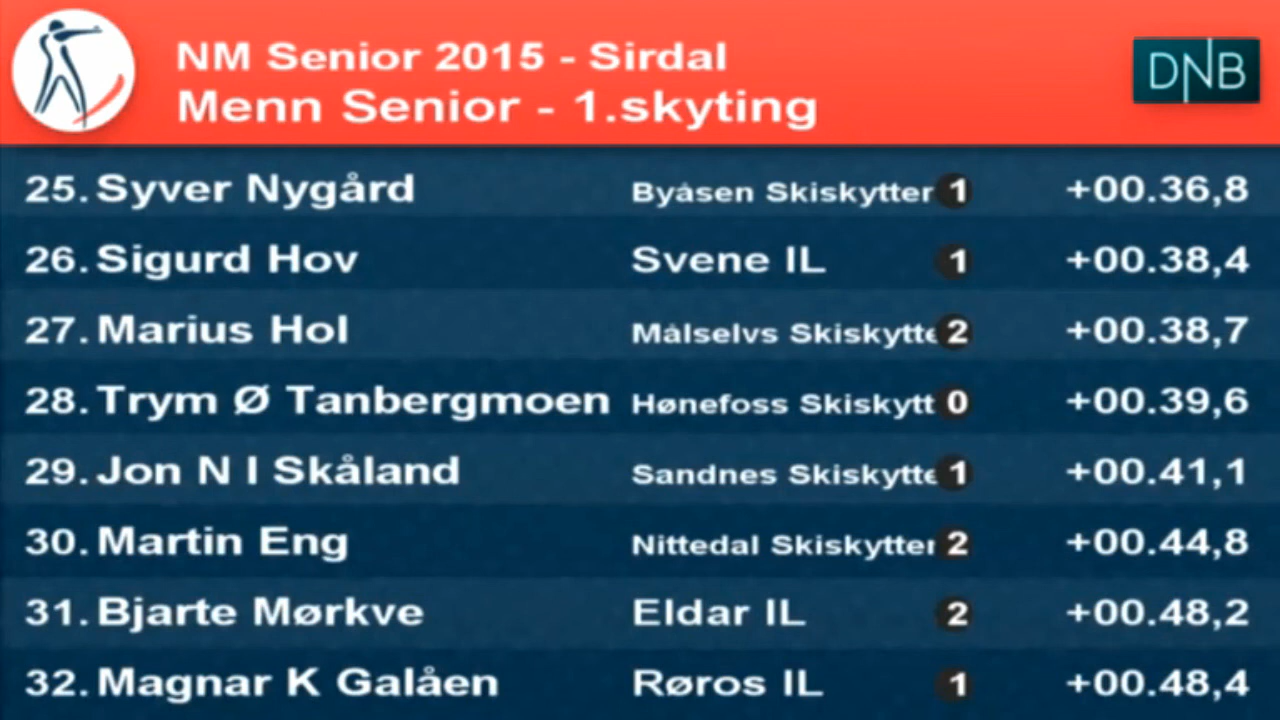 NM Senior 2015 - Sirdal
Menn Senior - 1.skyting
DNB
25. Syver Nygård Byåsen Skiskytter 1 +00.36,8
26. Sigurd Hov Svene IL 1 +00.38,4
27. Marius Hol Målselvs Skiskytte 2 +00.38,7
28. Trym Ø Tanbergmoen Hønefoss Skiskytt 0 +00.39,6
29. Jon N I Skåland Sandnes Skiskytte 1 +00.41,1
30. Martin Eng Nittedal Skiskytter 2 +00.44,8
31. Bjarte Mørkve Eldar IL 2 +00.48,2
32. Magnar K Galåen Røros IL 1 +00.48,4